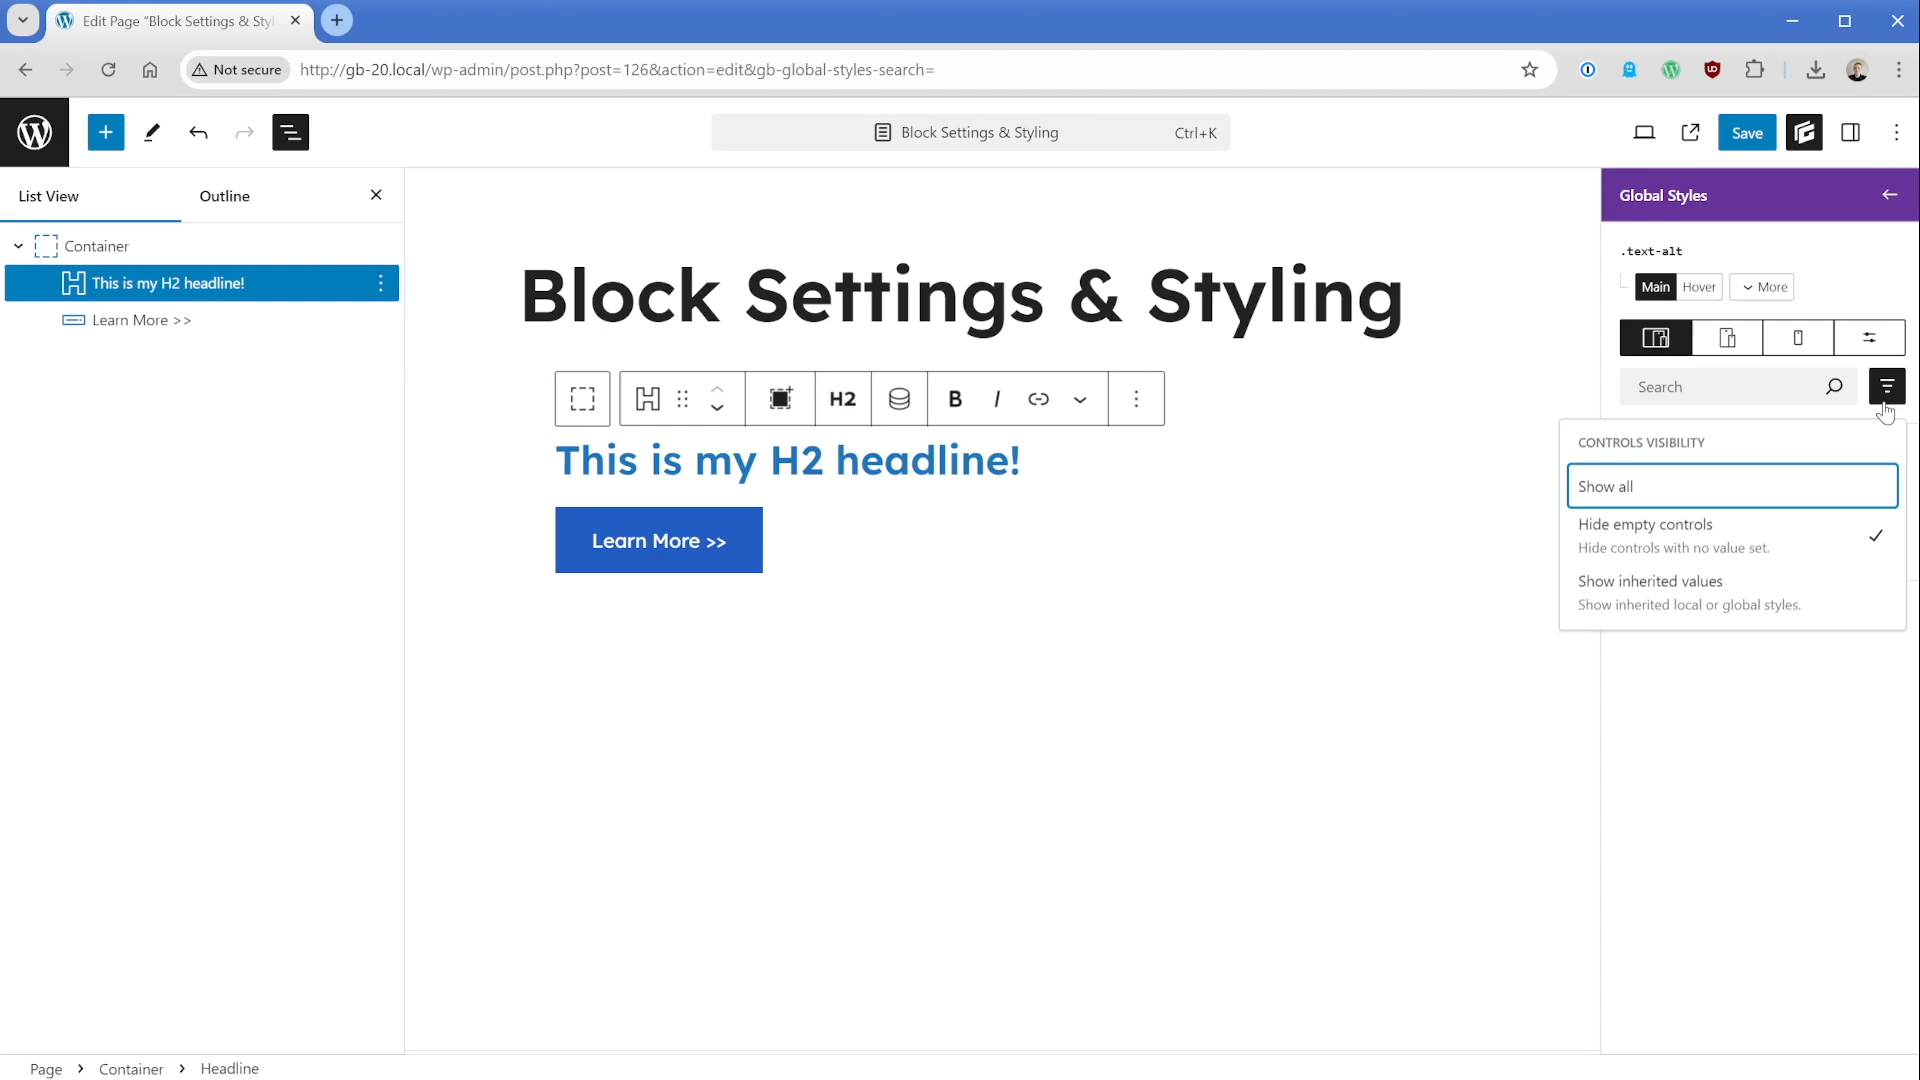 Edit Page "Block Settings & Styl
Not secure
http://gb-20.local/wp-admin/post.php?post=126&action=edit&gb-global-styles-search=
Block Settings & Styling
Ctrl+K
Save
List View
Outline
Container
This is my H2 headline!
Learn More >>
Block Settings & Styling
H2
B
I
This is my H2 headline!
Learn More >>
Global Styles
.text-alt
Main
Hover
More
Search
CONTROLS VISIBILITY
Show all
Hide empty controls
Hide controls with no value set.
Show inherited values
Show inherited local or global styles.
Page > Container > Headline